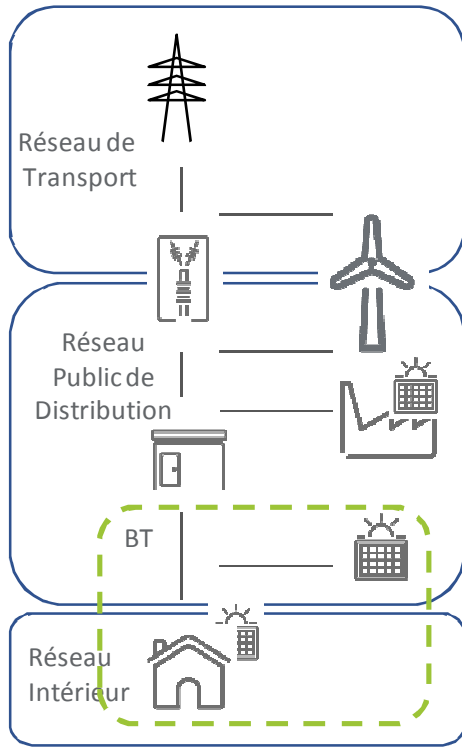 Réseau de
Transport
Réseau
Public de
Distribution
BT
Réseau
Intérieur